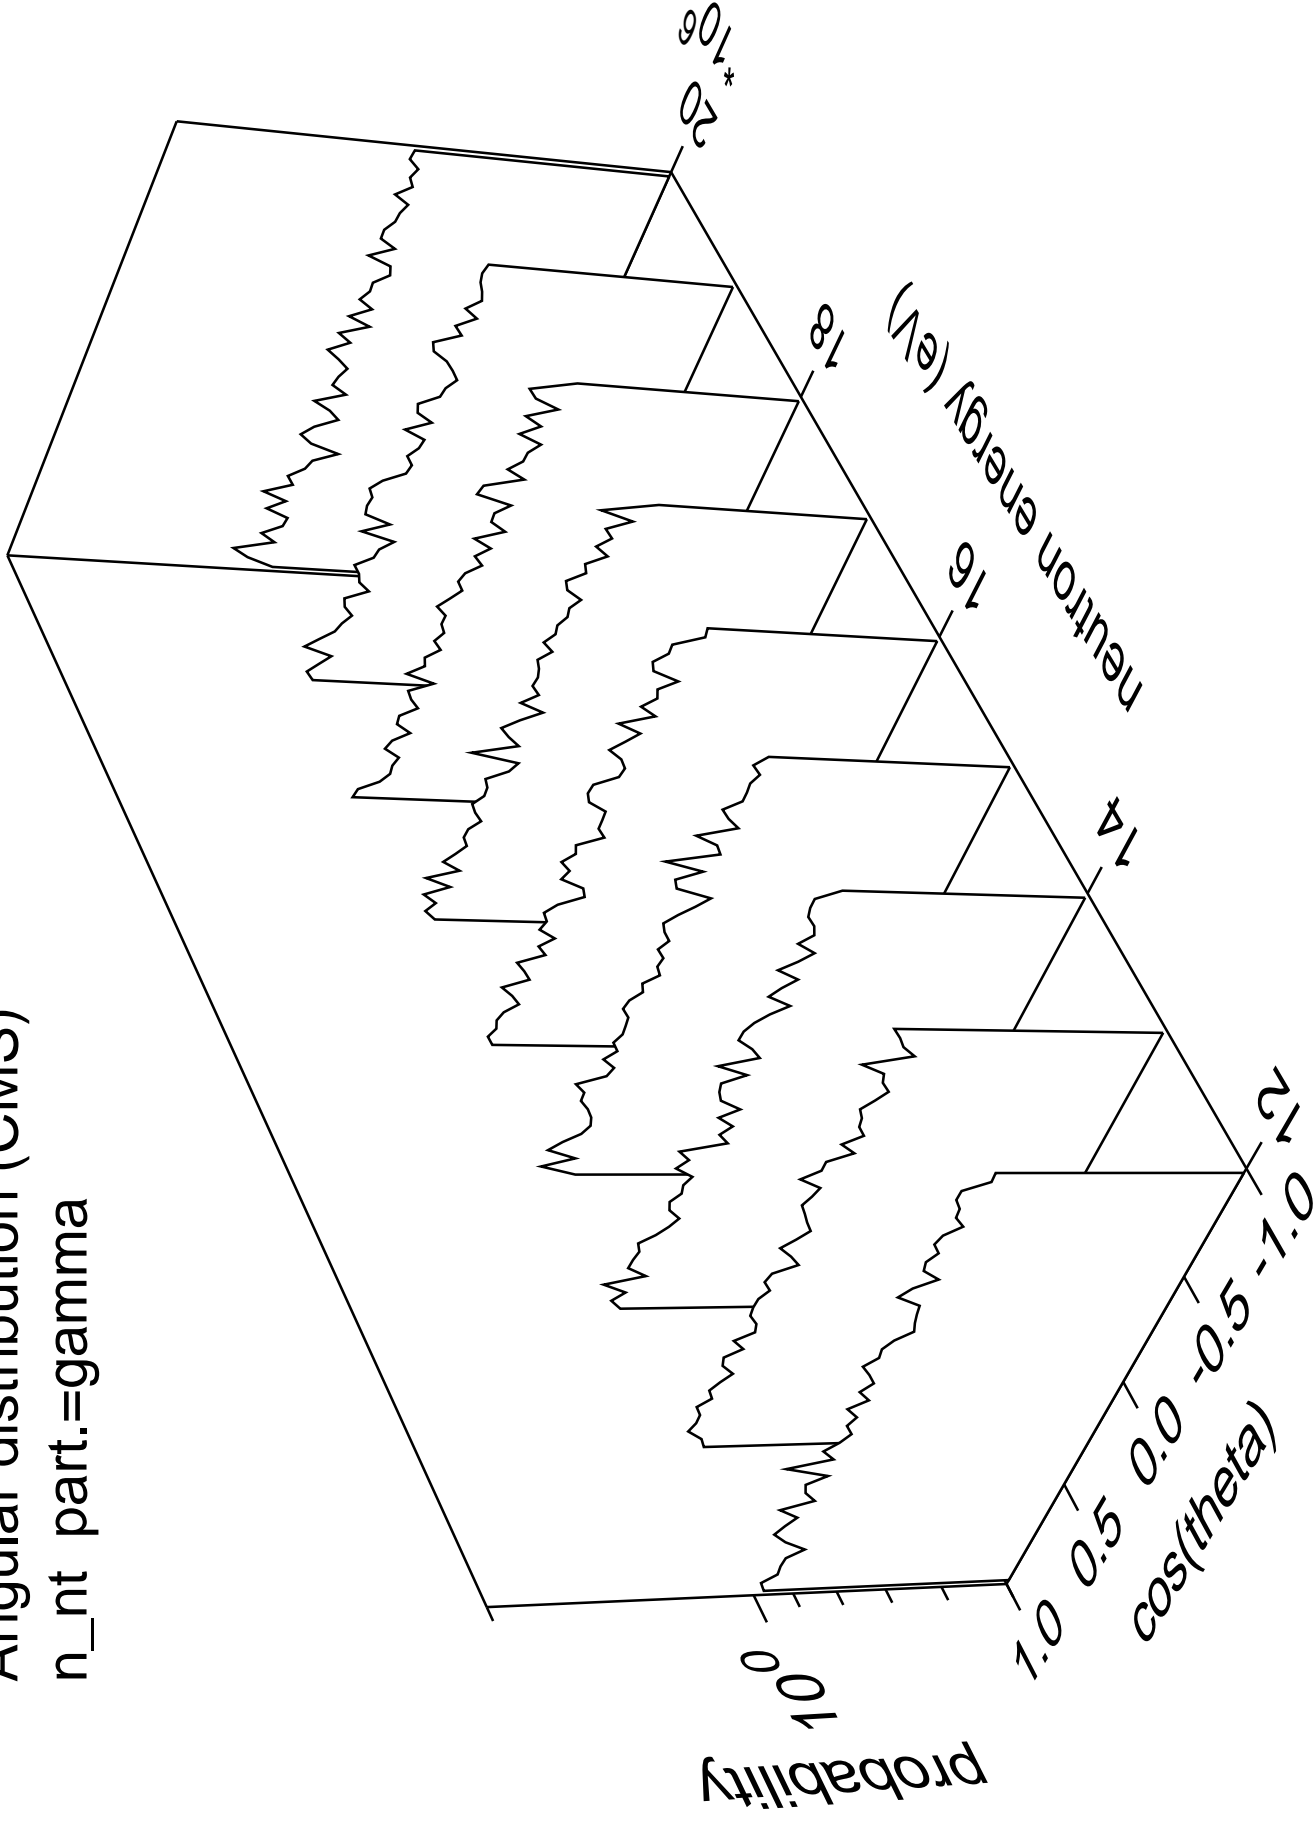 Angular distribution (CMS)
n_nt part.=gamma
probability
10^0
1.0 0.5 0.0 -0.5 -1.0
cos(theta)
12 14 16 18 20
*10^6
neutron energy (eV)